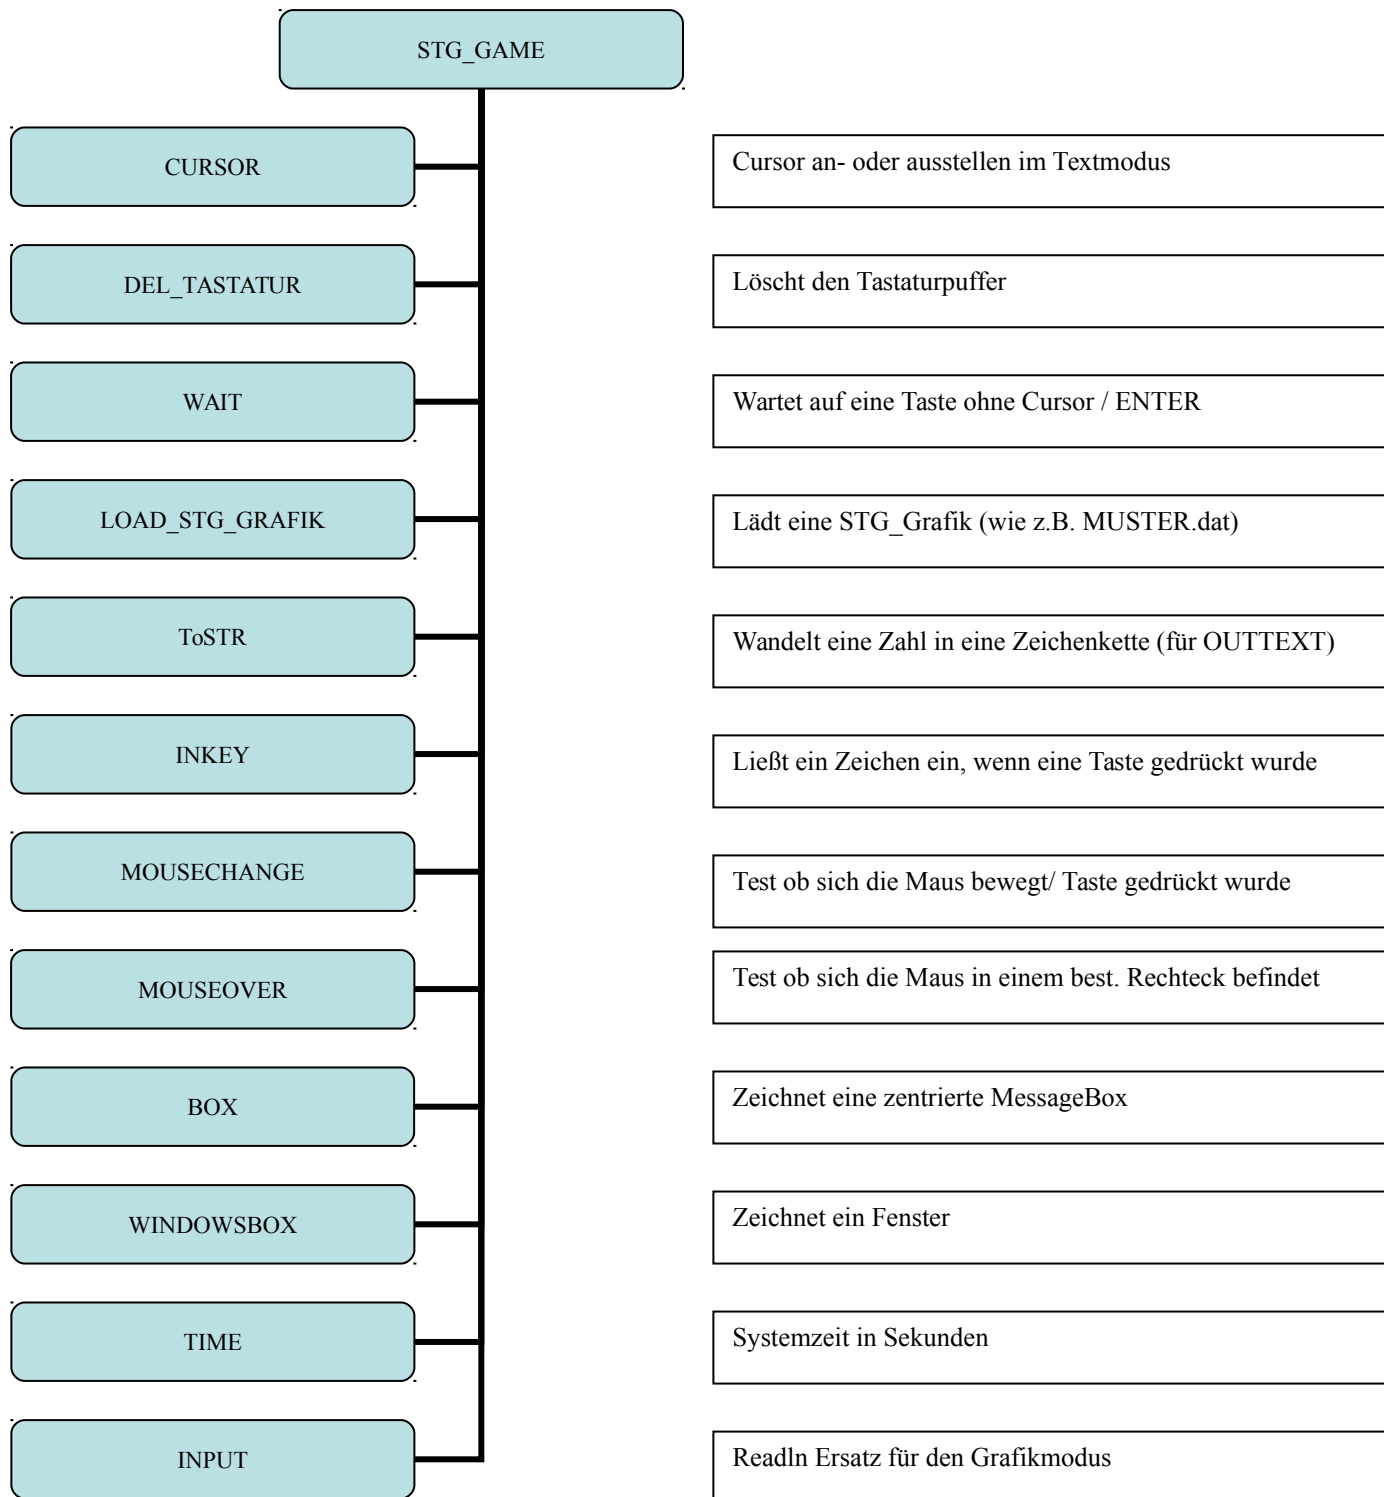 STG_GAME
CURSOR
Cursor an- oder ausstellen im Textmodus
DEL_TASTATUR
Löscht den Tastaturpuffer
WAIT
Wartet auf eine Taste ohne Cursor / ENTER
LOAD_STG_GRAFIK
Lädt eine STG_Grafik (wie z.B. MUSTER.dat)
ToSTR
Wandelt eine Zahl in eine Zeichenkette (für OUTTEXT)
INKEY
Ließt ein Zeichen ein, wenn eine Taste gedrückt wurde
MOUSECHANGE
Test ob sich die Maus bewegt/ Taste gedrückt wurde
MOUSEOVER
Test ob sich die Maus in einem best. Rechteck befindet
BOX
Zeichnet eine zentrierte MessageBox
WINDOWSBOX
Zeichnet ein Fenster
TIME
Systemzeit in Sekunden
INPUT
Readln Ersatz für den Grafikmodus